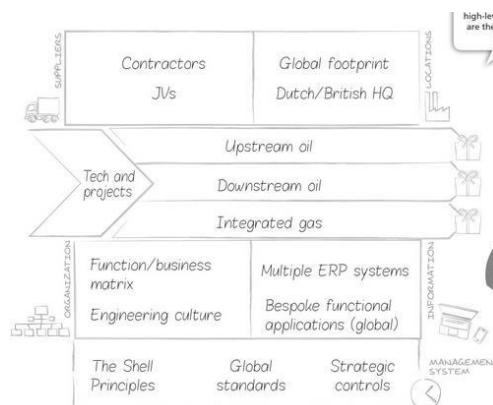 high-lev
are the
SUPPLIERS
Contractors
JVs
Global footprint
Dutch/British HQ
LOCATIONS
Tech and
projects
Upstream oil
Downstream oil
Integrated gas
ORGANIZATION
Function/business
matrix
Engineering culture
Multiple ERP systems
Bespoke functional
applications (global)
INFORMATION
The Shell
Principles
Global
standards
Strategic
controls
MANAGEMEN
SYSTEM